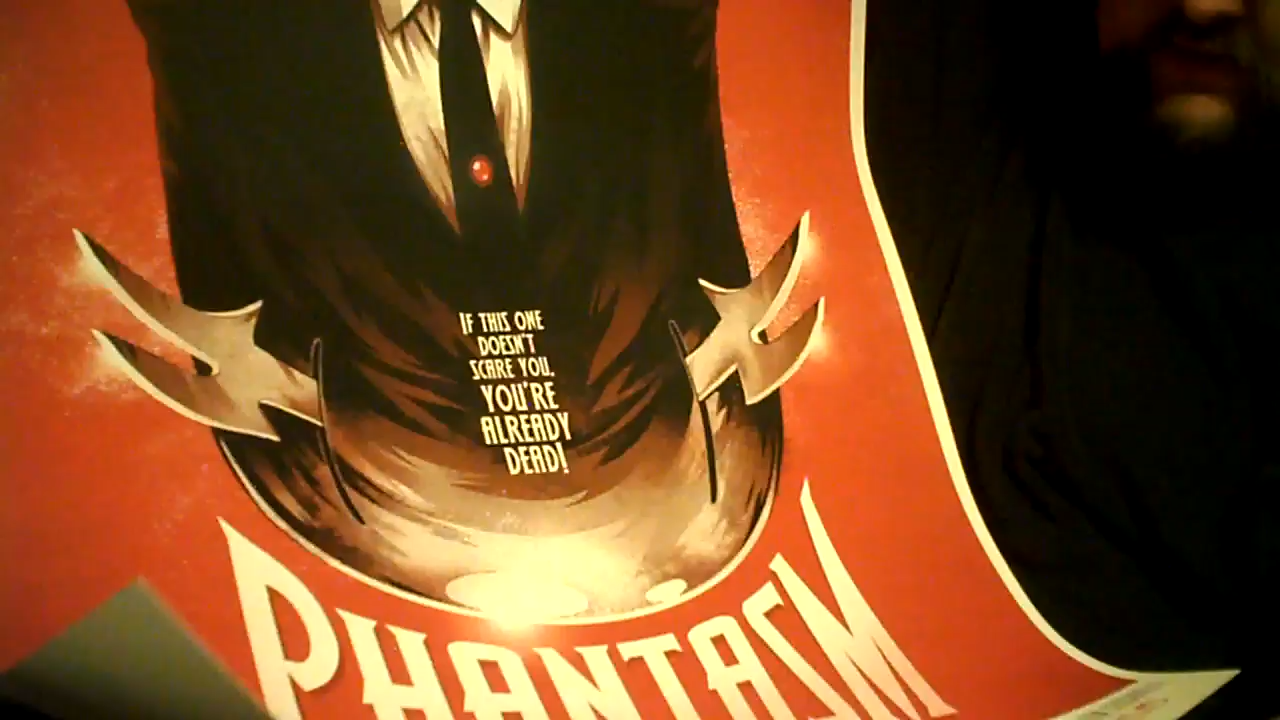 IF THIS ONE
DOESN'T
SCARE YOU,
YOU'RE
ALREADY
DEAD!
PHANTASM